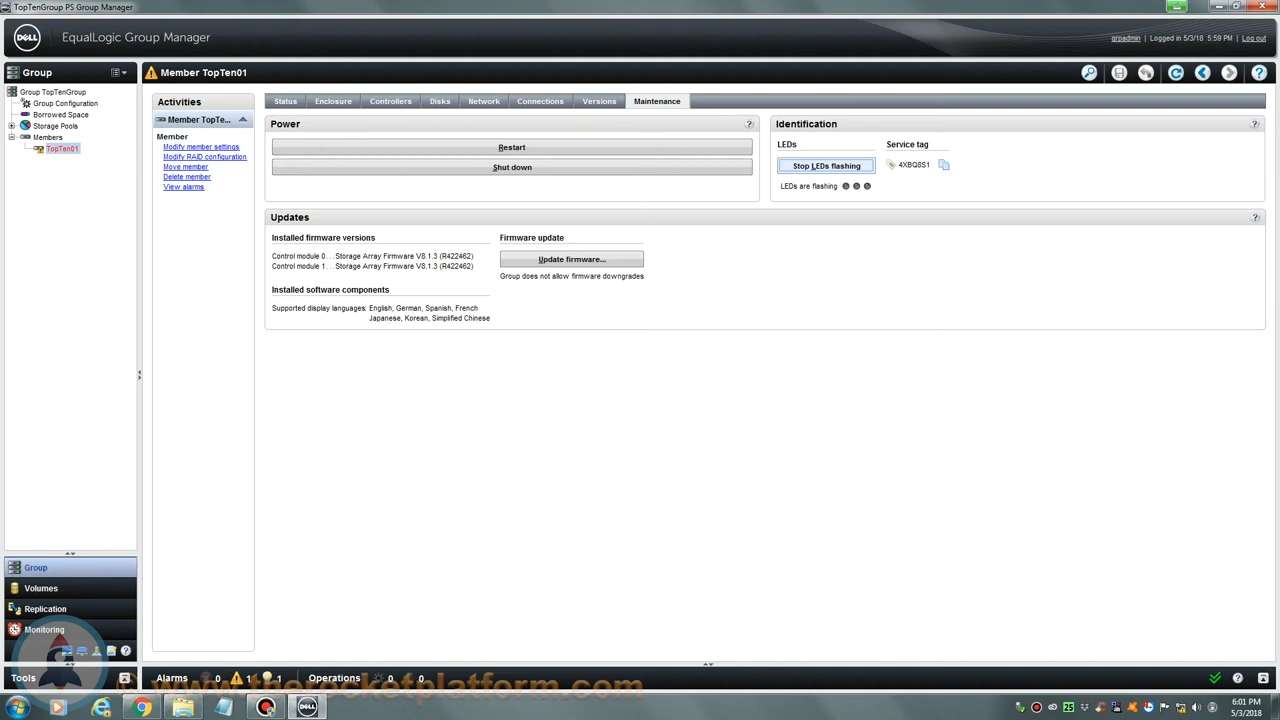 TopTenGroup PS Group Manager
DELL
EqualLogic Group Manager
grpadmin | Logged in 5/3/18 5:59 PM | Log out
Group
Member TopTen01
Group TopTenGroup
Group Configuration
Borrowed Space
Storage Pools
Members
TopTen01
Activities
Member TopTe...
Member
Modify member settings
Modify RAID configuration
Move member
Delete member
View alarms
Status
Enclosure
Controllers
Disks
Network
Connections
Versions
Maintenance
Power
Restart
Shut down
Identification
LEDs
Service tag
Stop LEDs flashing
4XBQ8S1
LEDs are flashing
Updates
Installed firmware versions
Control module 0. . . Storage Array Firmware V8.1.3 (R422462)
Control module 1. . . Storage Array Firmware V8.1.3 (R422462)
Installed software components
Supported display languages: English, German, Spanish, French
Japanese, Korean, Simplified Chinese
Firmware update
Update firmware...
Group does not allow firmware downgrades
Group
Volumes
Replication
Monitoring
Tools
Alarms 0 1 1 Operations 0 0
© www.therocketplatform.com
DELL
25
6:01 PM
5/3/2018